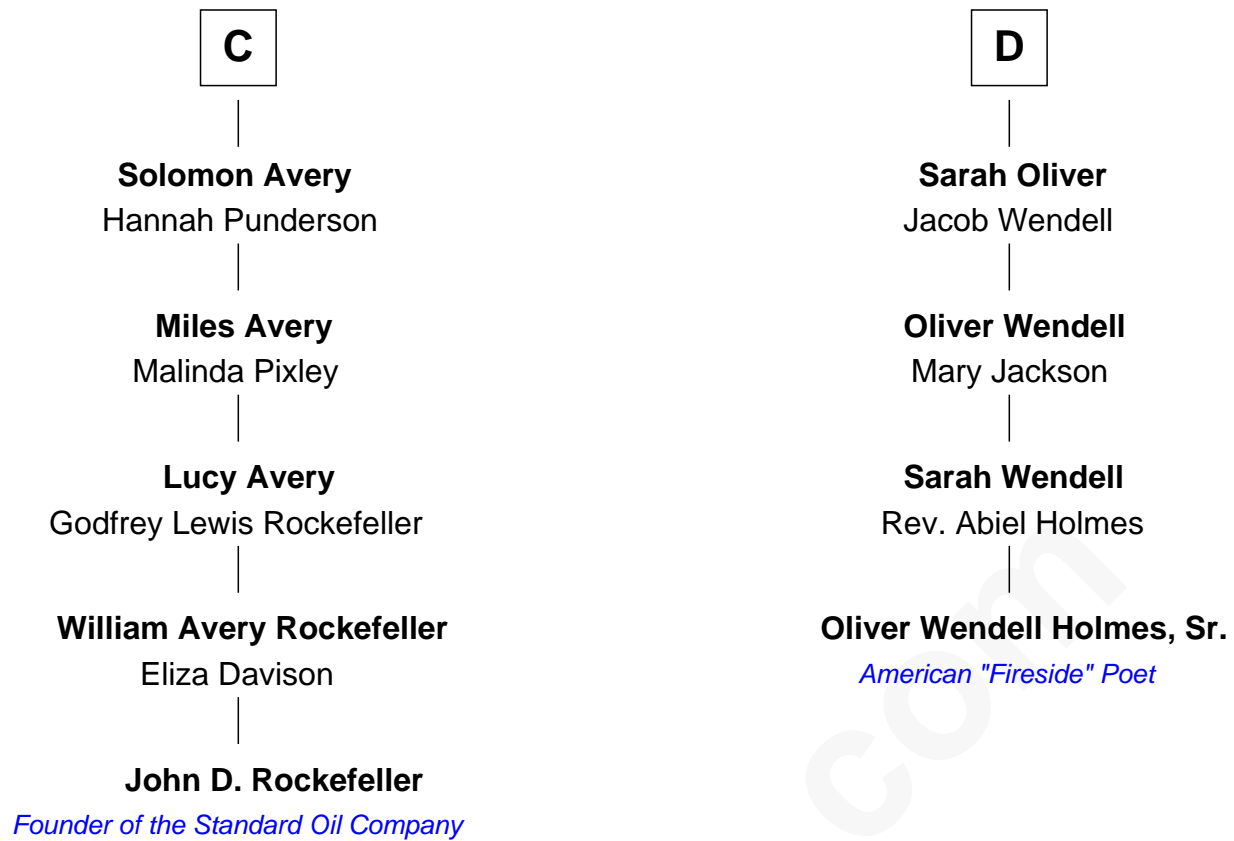 C
Solomon Avery
Hannah Punderson
Miles Avery
Malinda Pixley
Lucy Avery
Godfrey Lewis Rockefeller
William Avery Rockefeller
Eliza Davison
John D. Rockefeller
Founder of the Standard Oil Company
D
Sarah Oliver
Jacob Wendell
Oliver Wendell
Mary Jackson
Sarah Wendell
Rev. Abiel Holmes
Oliver Wendell Holmes, Sr.
American "Fireside" Poet
com